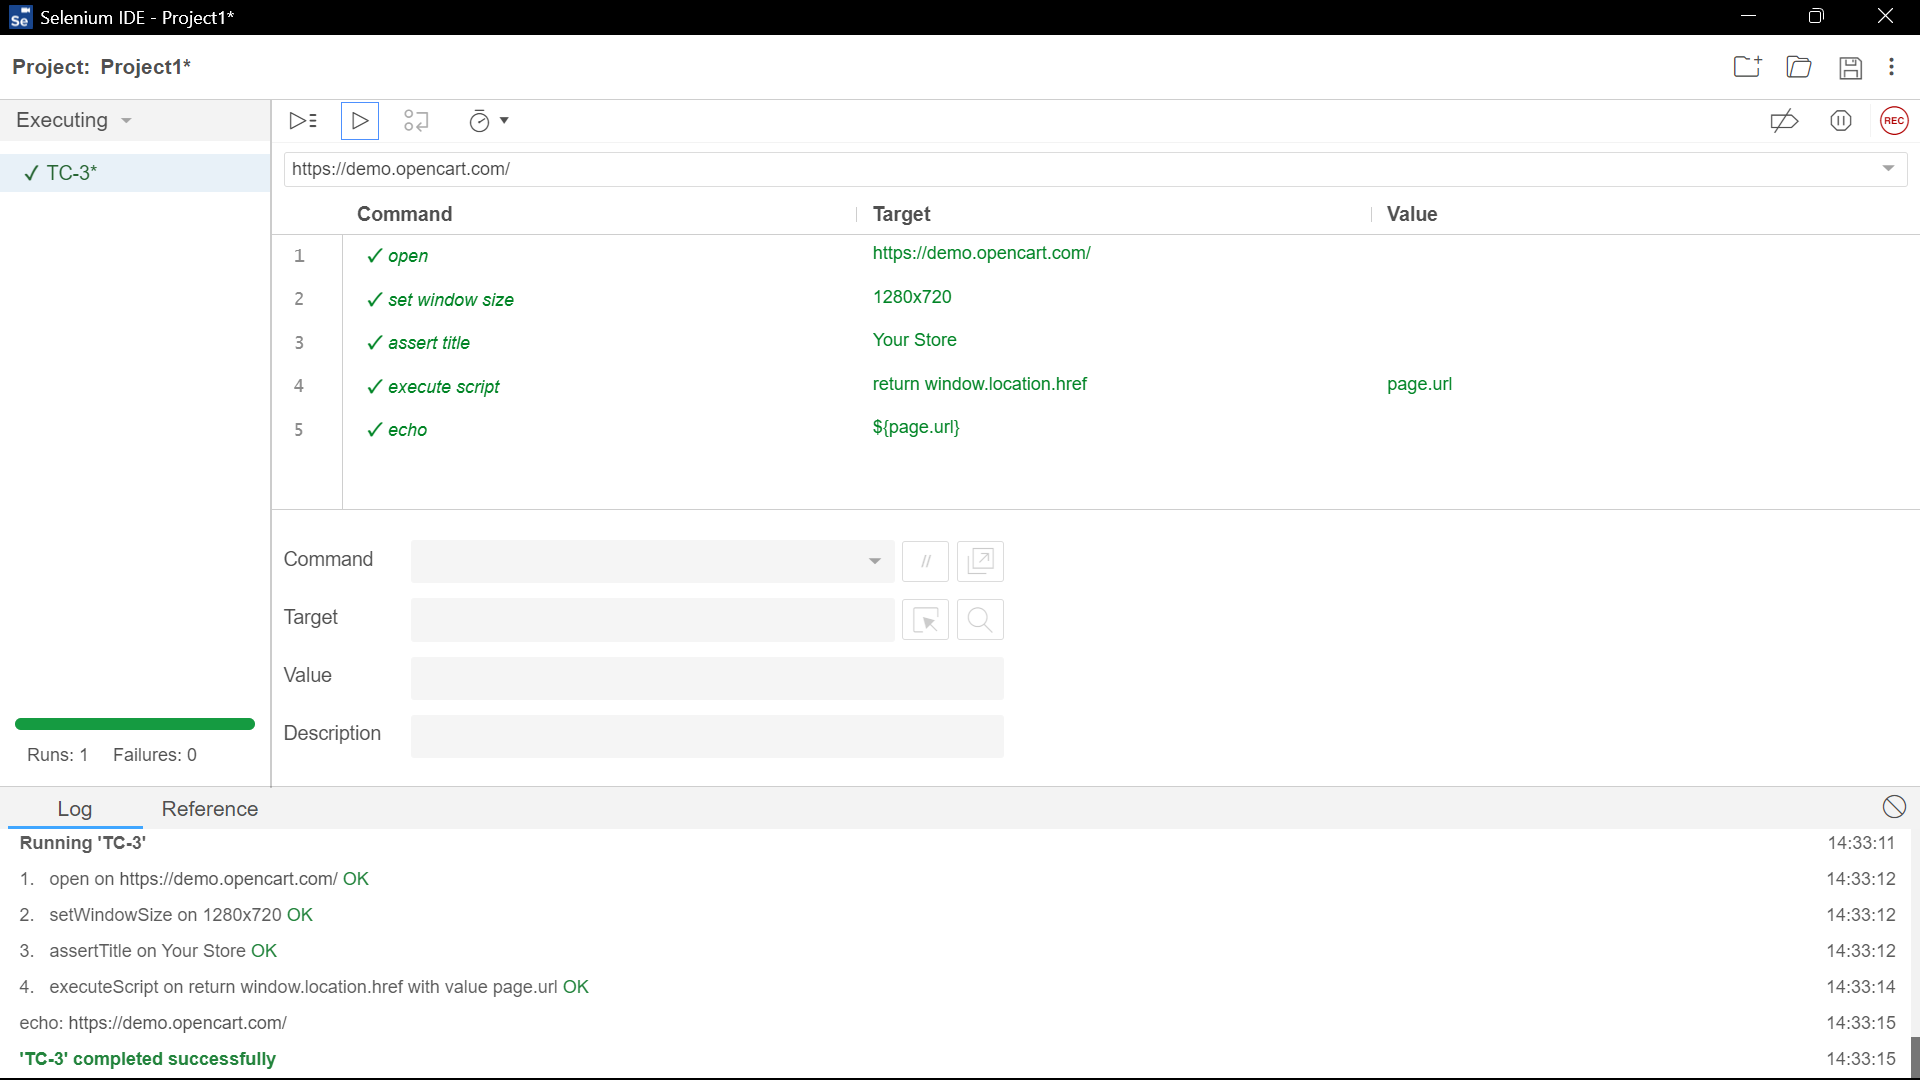 Se Selenium IDE - Project1*
Project: Project1*
Executing
REC
✓ TC-3*
https://demo.opencart.com/
Command Target Value
1 ✓ open https://demo.opencart.com/
2 ✓ set window size 1280x720
3 ✓ assert title Your Store
4 ✓ execute script return window.location.href page.url
5 ✓ echo ${page.url}
Command //
Target
Value
Description
Runs: 1 Failures: 0
Log Reference
Running 'TC-3' 14:33:11
1. open on https://demo.opencart.com/ OK 14:33:12
2. setWindowSize on 1280x720 OK 14:33:12
3. assertTitle on Your Store OK 14:33:12
4. executeScript on return window.location.href with value page.url OK 14:33:14
echo: https://demo.opencart.com/ 14:33:15
'TC-3' completed successfully 14:33:15